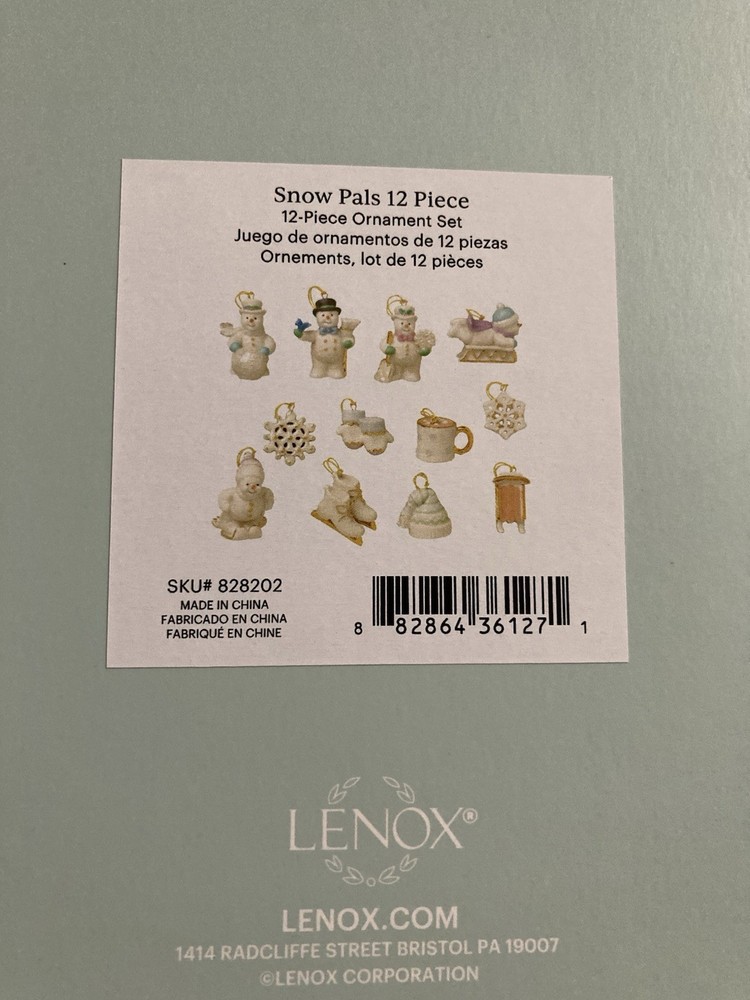 Snow Pals 12 Piece
12-Piece Ornament Set
Juego de ornamentos de 12 piezas
Ornements, lot de 12 pièces
SKU# 828202
MADE IN CHINA
FABRICADO EN CHINA
FABRIQUÉ EN CHINE
8 82864 36127 1
LENOX®
LENOX.COM
1414 RADCLIFFE STREET BRISTOL PA 19007
©LENOX CORPORATION